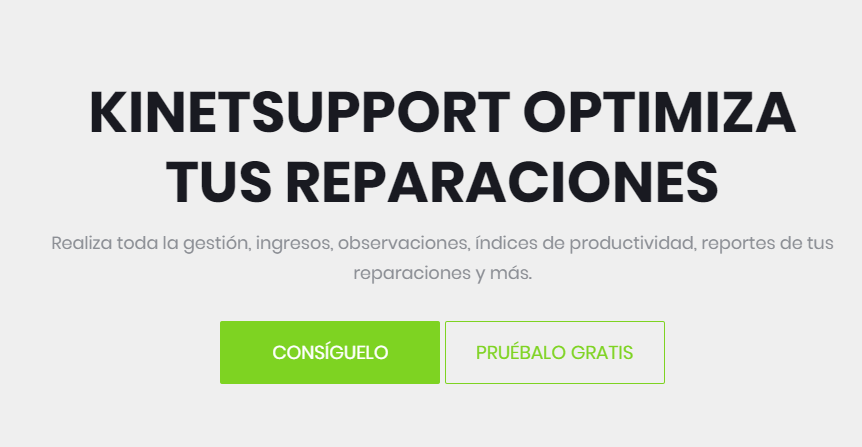 KINETSUPPORT OPTIMIZA
TUS REPARACIONES
Realiza toda la gestión, ingresos, observaciones, índices de productividad, reportes de tus
reparaciones y más.
CONSÍGUELO
PRUÉBALO GRATIS